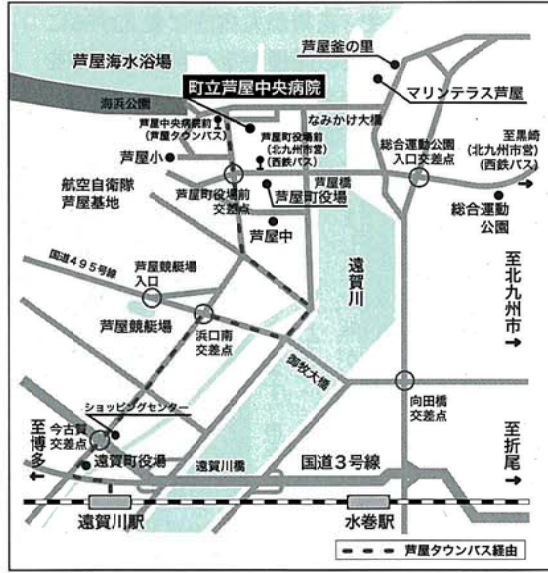 芦屋海水浴場
芦屋釜の里
町立芦屋中央病院
マリンテラス芦屋
海浜公園
なみかけ大橋
芦屋中央病院前
(芦屋タウンバス)
芦屋町役場前
(北九州市営)
(西鉄バス)
総合運動公園
入口交差点
至黒崎
(北九州市営)
(西鉄バス)
芦屋小
航空自衛隊
芦屋基地
芦屋町役場前
交差点
芦屋橋
芦屋町役場
総合運動
公園
芦屋中
国道495号線
芦屋競艇場
入口
遠賀川
至北九州市
芦屋競艇場
浜口南
交差点
御牧大橋
向田橋
交差点
ショッピングセンター
至博多
今古賀
交差点
遠賀町役場
遠賀川橋
国道3号線
至折尾
遠賀川駅
水巻駅
芦屋タウンバス経由